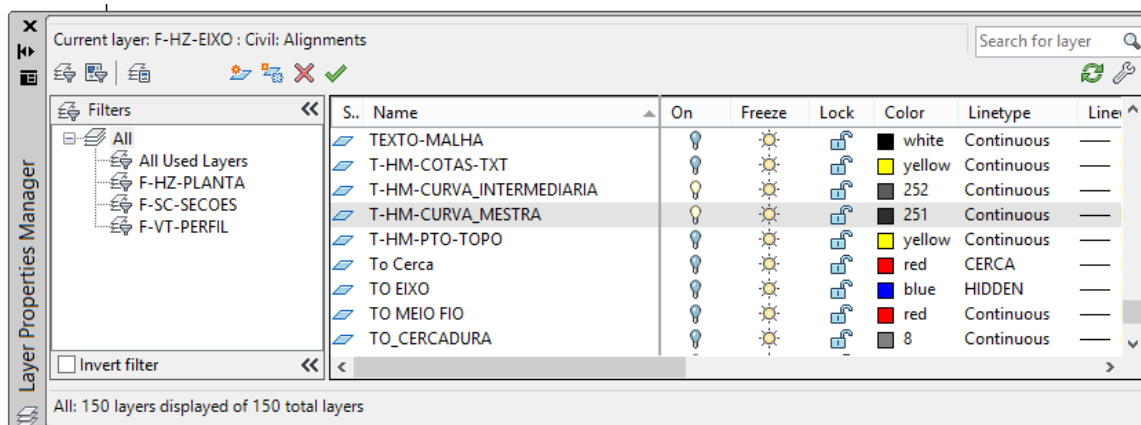 Current layer: F-HZ-EIXO : Civil: Alignments
Search for layer
Filters
All
All Used Layers
F-HZ-PLANTA
F-SC-SECOES
F-VT-PERFIL
Invert filter
S.. Name On Freeze Lock Color Linetype Linew
TEXTO-MALHA white Continuous
T-HM-COTAS-TXT yellow Continuous
T-HM-CURVA_INTERMEDIARIA 252 Continuous
T-HM-CURVA_MESTRA 251 Continuous
T-HM-PTO-TOPO yellow Continuous
To Cerca red CERCA
TO EIXO blue HIDDEN
TO MEIO FIO red Continuous
TO_CERCADURA 8 Continuous
All: 150 layers displayed of 150 total layers
Layer Properties Manager